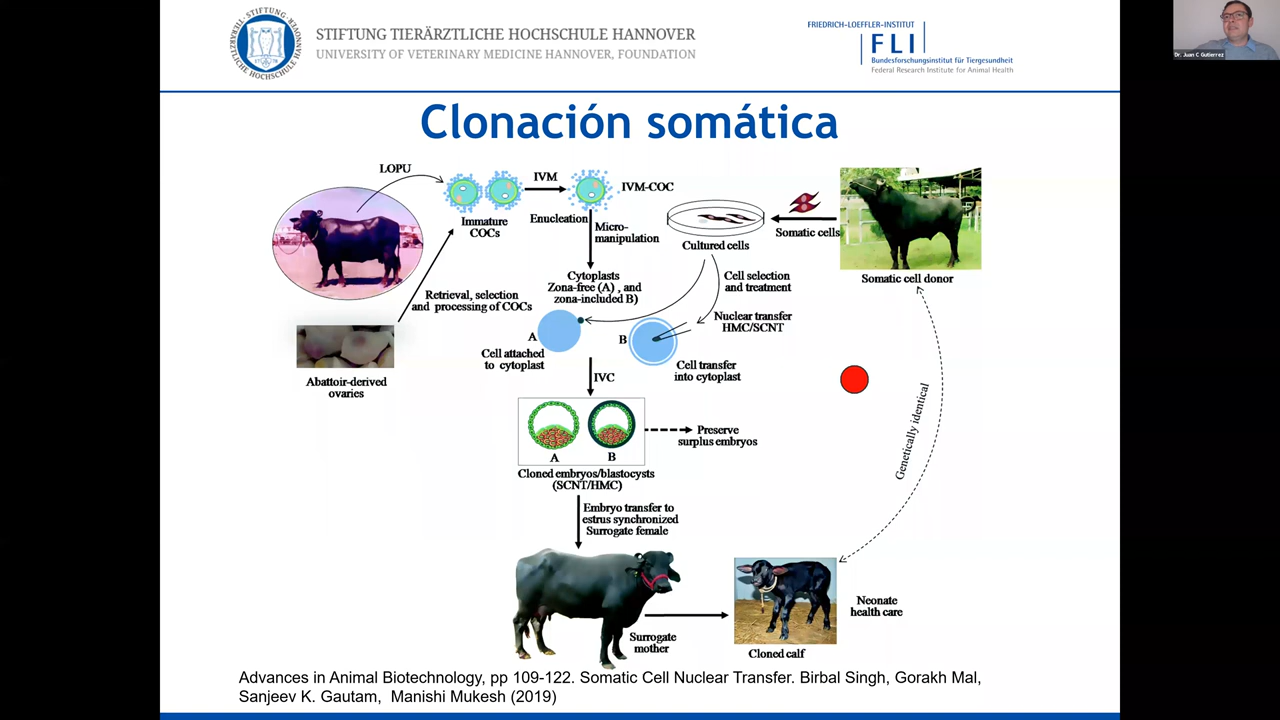 STIFTUNG TIERÄRZTLICHE HOCHSCHULE HANNOVER
UNIVERSITY OF VETERINARY MEDICINE HANNOVER, FOUNDATION
FRIEDRICH-LOEFFLER-INSTITUT
FLI
Bundesforschungsinstitut für Tiergesundheit
Federal Research Institute for Animal Health
Dr. Juan C Gutierrez
Clonación somática
LOPU
Immature
COCs
IVM
IVM-COC
Enucleation
Micro-
manipulation
Cultured cells
Somatic cells
Somatic cell donor
Retrieval, selection
and processing of COCs
Abattoir-derived
ovaries
Cytoplasts
Zona-free (A) , and
zona-included B)
Cell selection
and treatment
Nuclear transfer
HMC/SCNT
A
Cell attached
to cytoplast
B
Cell transfer
into cytoplast
IVC
A
B
Preserve
surplus embryos
Cloned embryos/blastocysts
(SCNT/HMC)
Genetically identical
Embryo transfer to
estrus synchronized
Surrogate female
Surrogate
mother
Cloned calf
Neonate
health care
Advances in Animal Biotechnology, pp 109-122. Somatic Cell Nuclear Transfer. Birbal Singh, Gorakh Mal,
Sanjeev K. Gautam, Manishi Mukesh (2019)